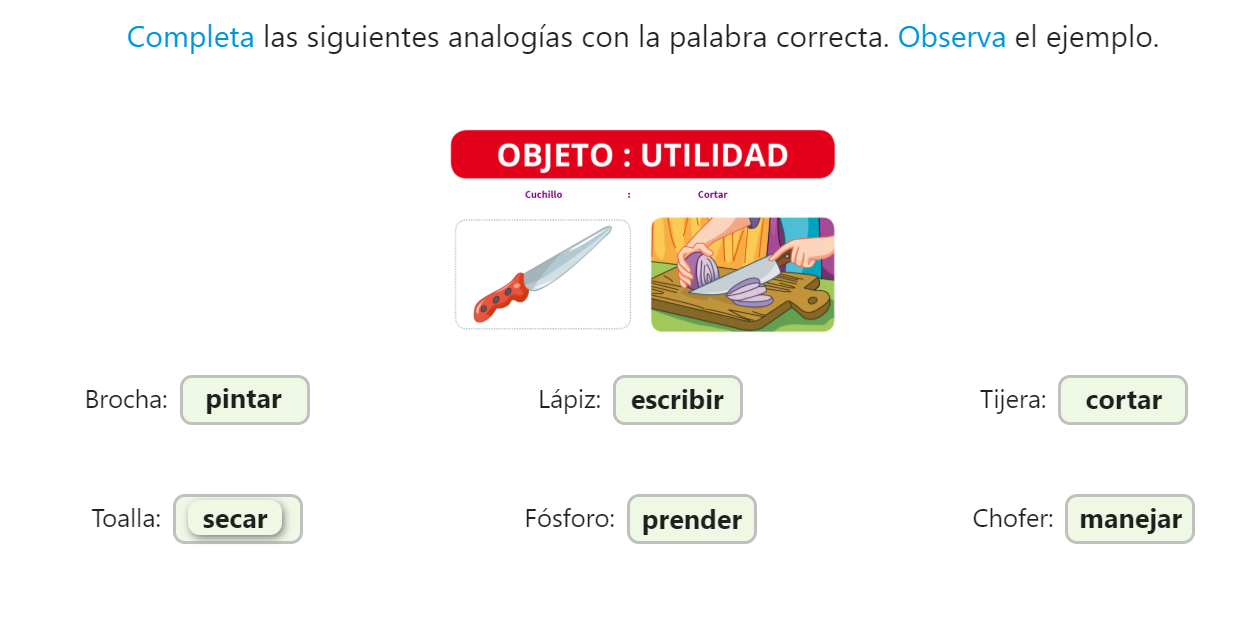 Completa las siguientes analogías con la palabra correcta. Observa el ejemplo.
OBJETO : UTILIDAD
Cuchillo : Cortar
Brocha: pintar Lápiz: escribir Tijera: cortar
Toalla: secar Fósforo: prender Chofer: manejar